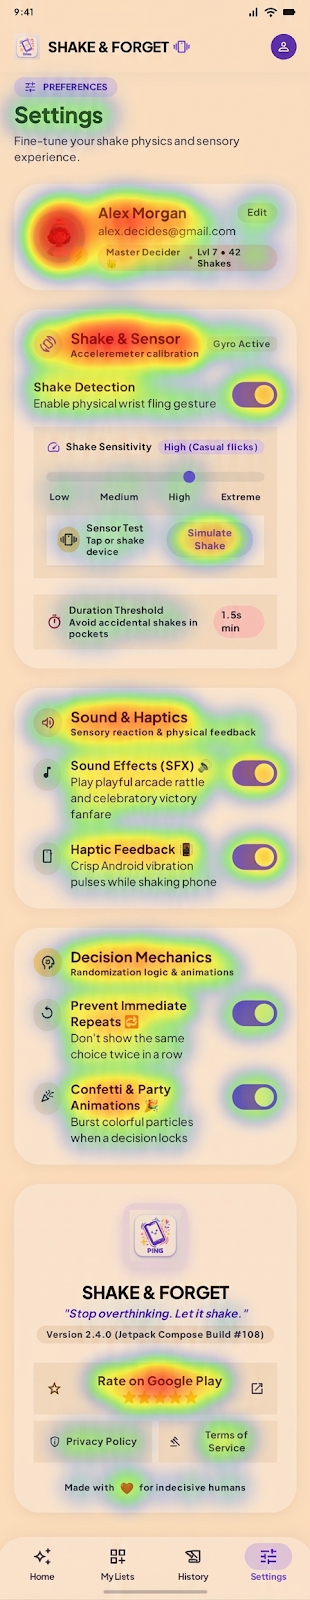 9:41
SHAKE & FORGET
PREFERENCES
Settings
Fine-tune your shake physics and sensory
experience.
Alex Morgan
Edit
alex.decides@gmail.com
Master Decider 👑 • Lvl 7 • 42 Shakes
Shake & Sensor
Accelerometer calibration
Gyro Active
Shake Detection
Enable physical wrist fling gesture
Shake Sensitivity
High (Casual flicks)
Low Medium High Extreme
Sensor Test
Tap or shake
device
Simulate
Shake
Duration Threshold
Avoid accidental shakes in
pockets
1.5s
min
Sound & Haptics
Sensory reaction & physical feedback
Sound Effects (SFX) 🔊
Play playful arcade rattle
and celebratory victory
fanfare
Haptic Feedback 📳
Crisp Android vibration
pulses while shaking phone
Decision Mechanics
Randomization logic & animations
Prevent Immediate
Repeats 🔁
Don't show the same
choice twice in a row
Confetti & Party
Animations 🎉
Burst colorful particles
when a decision locks
PING
SHAKE & FORGET
"Stop overthinking. Let it shake."
Version 2.4.0 (Jetpack Compose Build #108)
Rate on Google Play
⭐⭐⭐⭐⭐
Privacy Policy
Terms of
Service
Made with 🧡 for indecisive humans
Home My Lists History Settings